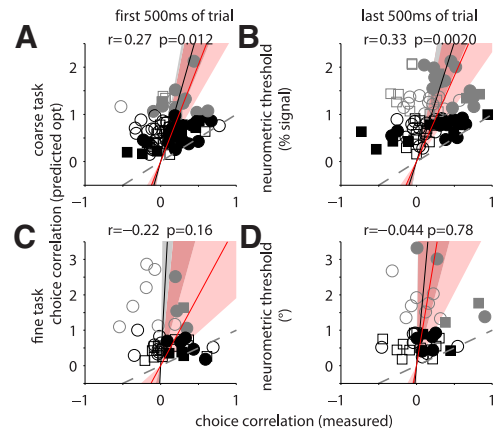 first 500ms of trial
last 500ms of trial
A
r=0.27 p=0.012
B
r=0.33 p=0.0020
coarse task
choice correlation (predicted opt)
2
1
0
neurometric threshold
(% signal)
2
1
0
−1
0
1
−1
0
1
C
r=−0.22 p=0.16
D
r=−0.044 p=0.78
fine task
3
2
1
0
neurometric threshold
(°)
3
2
1
0
−1
0
1
−1
0
1
choice correlation (measured)